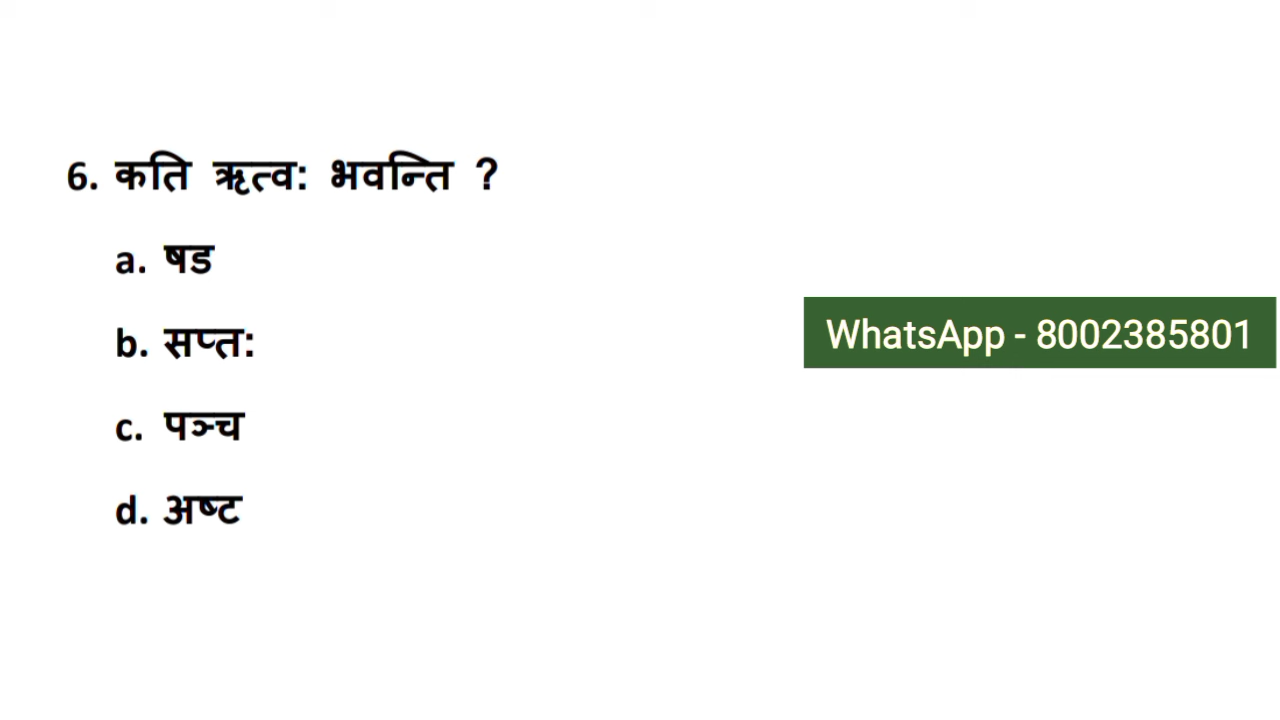 6. कति ऋत्व: भवन्ति ?
a. षड
b. सप्त:
c. पञ्च
d. अष्ट
WhatsApp - 8002385801